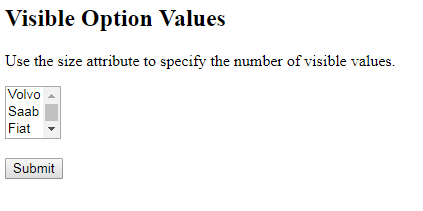 Visible Option Values
Use the size attribute to specify the number of visible values.
Volvo
Saab
Fiat
Submit